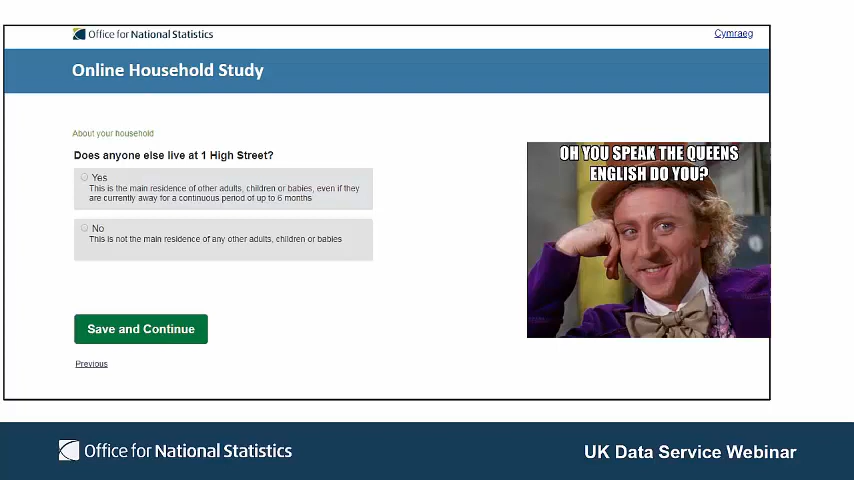 Office for National Statistics
Cymraeg
Online Household Study
About your household
Does anyone else live at 1 High Street?
Yes
This is the main residence of other adults, children or babies, even if they
are currently away for a continuous period of up to 6 months
No
This is not the main residence of any other adults, children or babies
OH YOU SPEAK THE QUEENS
ENGLISH DO YOU?
Save and Continue
Previous
Office for National Statistics
UK Data Service Webinar